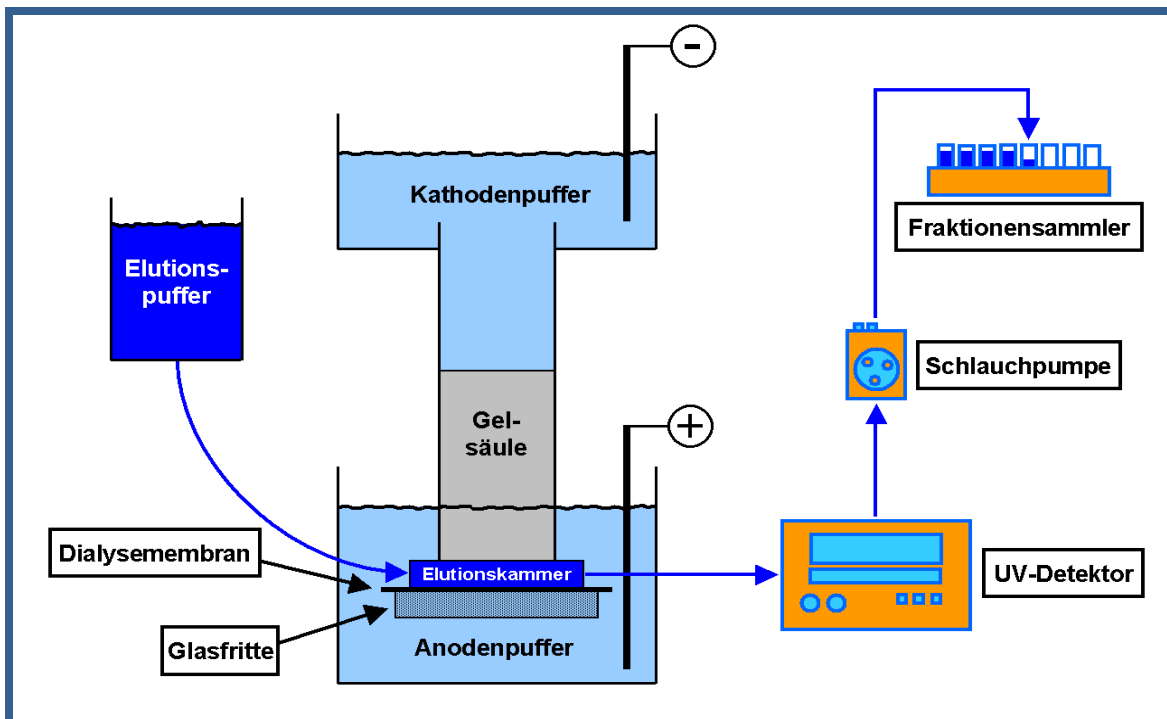 -
Kathodenpuffer
Elutions-
puffer
Fraktionensammler
Schlauchpumpe
Gel-
säule
+
Dialysemembran
Elutionskammer
UV-Detektor
Glasfritte
Anodenpuffer